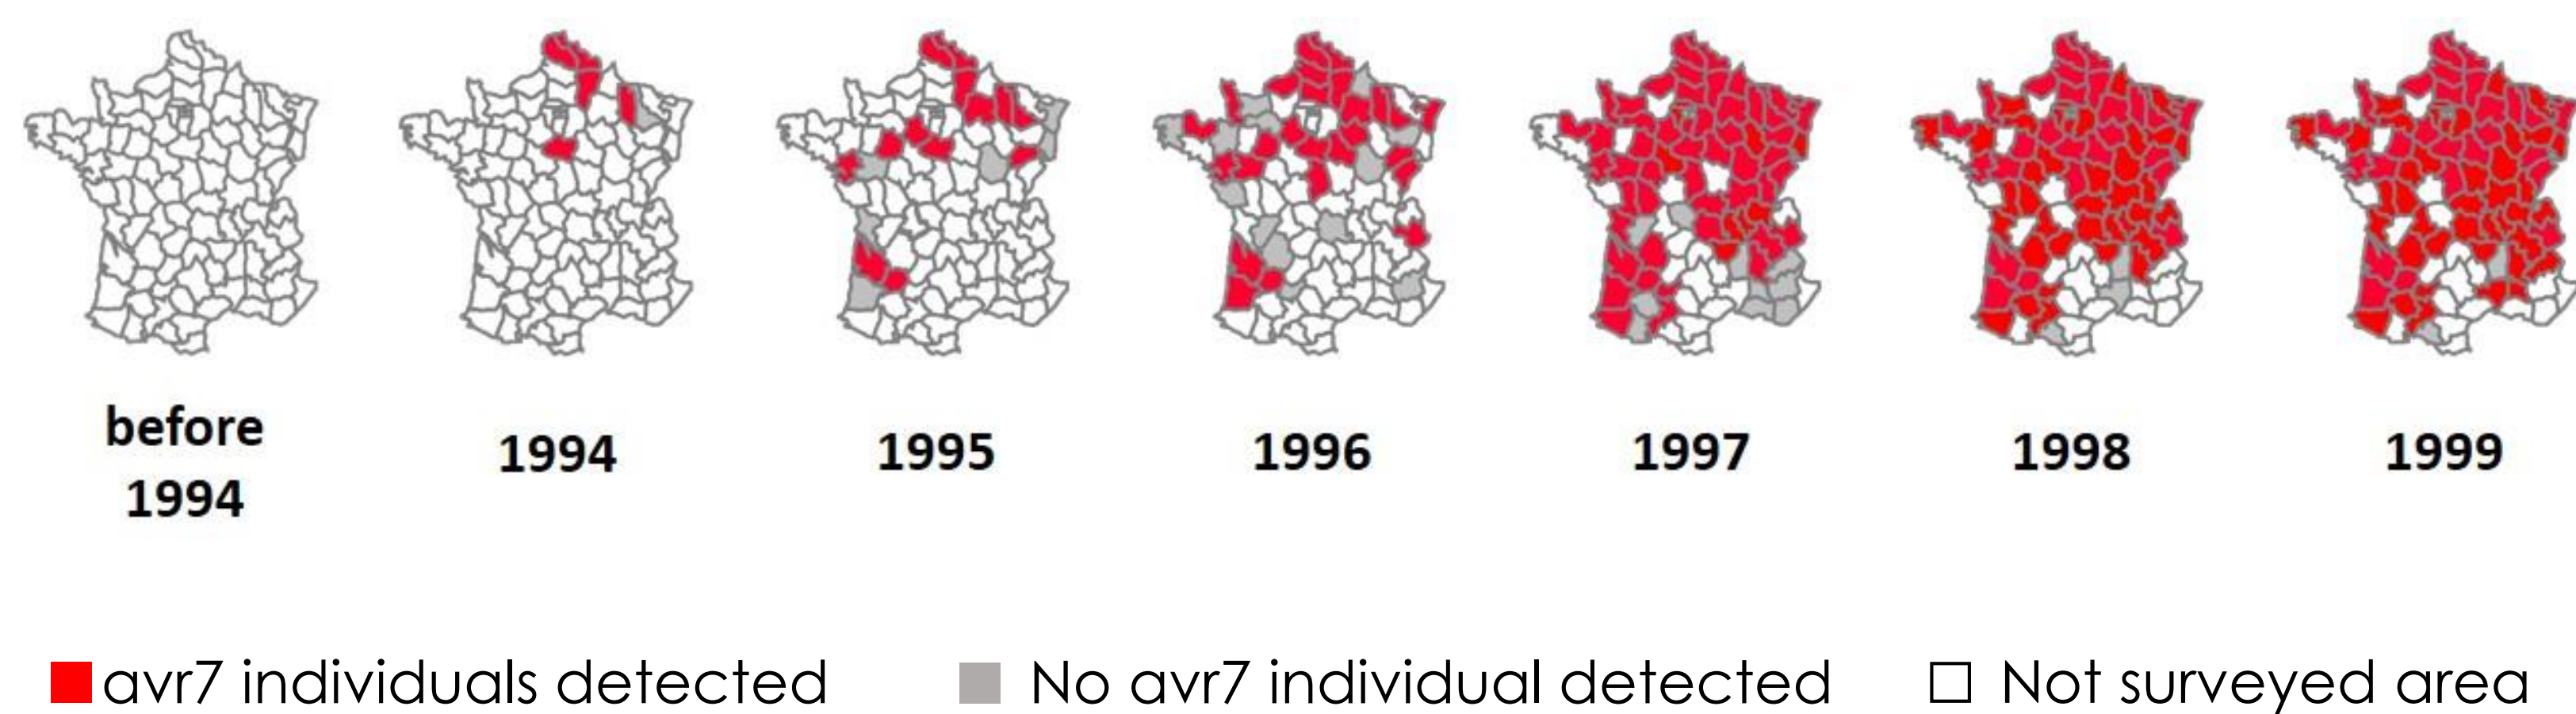 before
1994
1994
1995
1996
1997
1998
1999
avr7 individuals detected
No avr7 individual detected
Not surveyed area